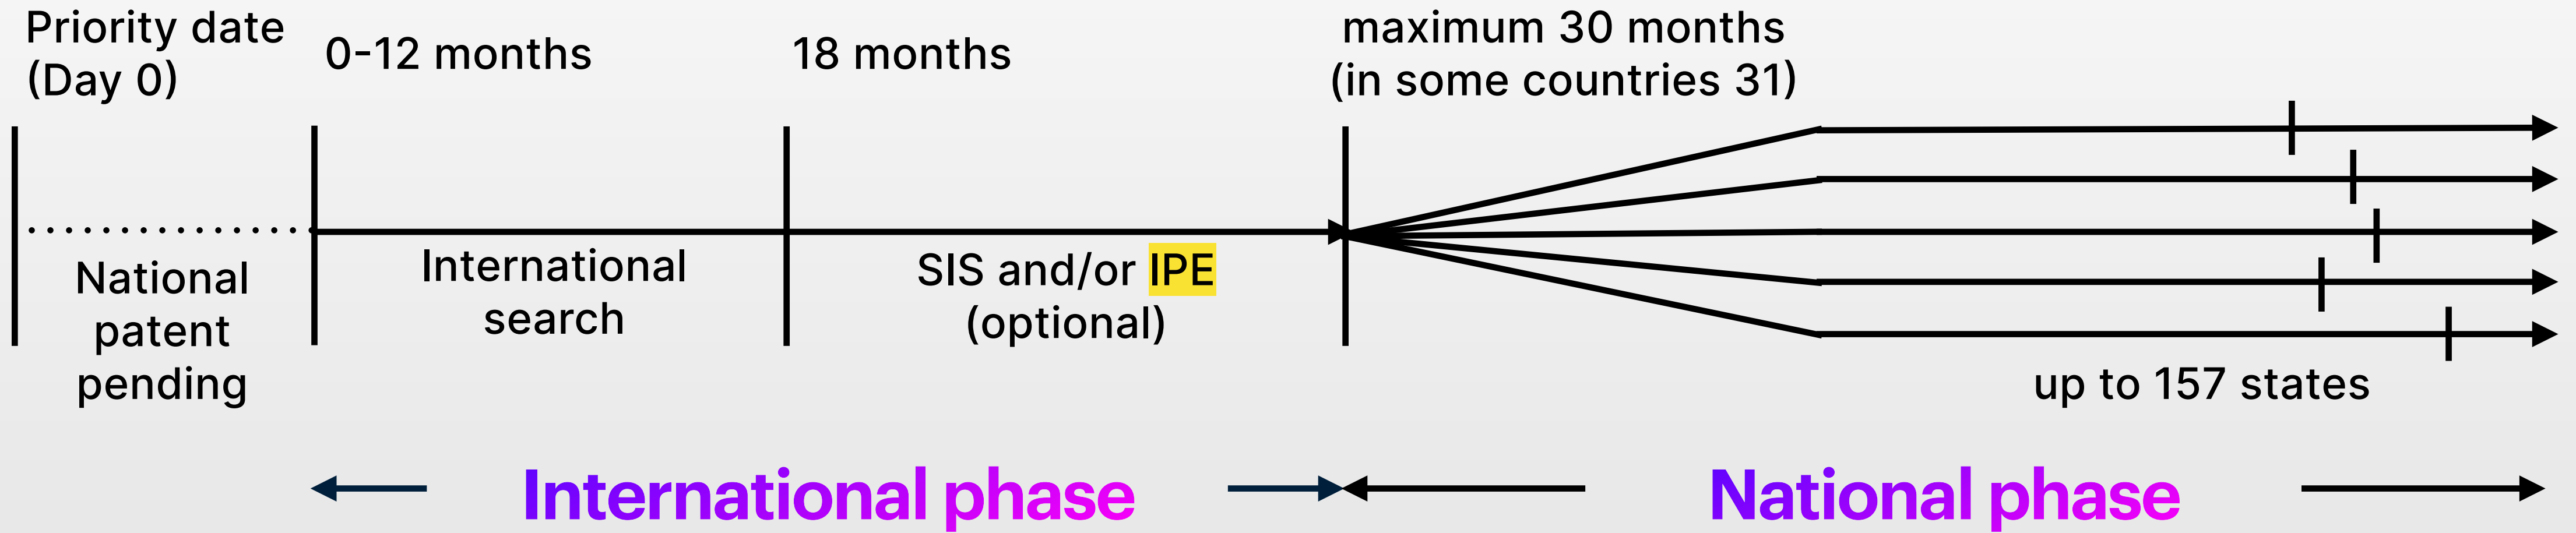 Priority date
(Day 0)
0-12 months
18 months
maximum 30 months
(in some countries 31)
National
patent
pending
International
search
SIS and/or IPE
(optional)
up to 157 states
International phase
National phase